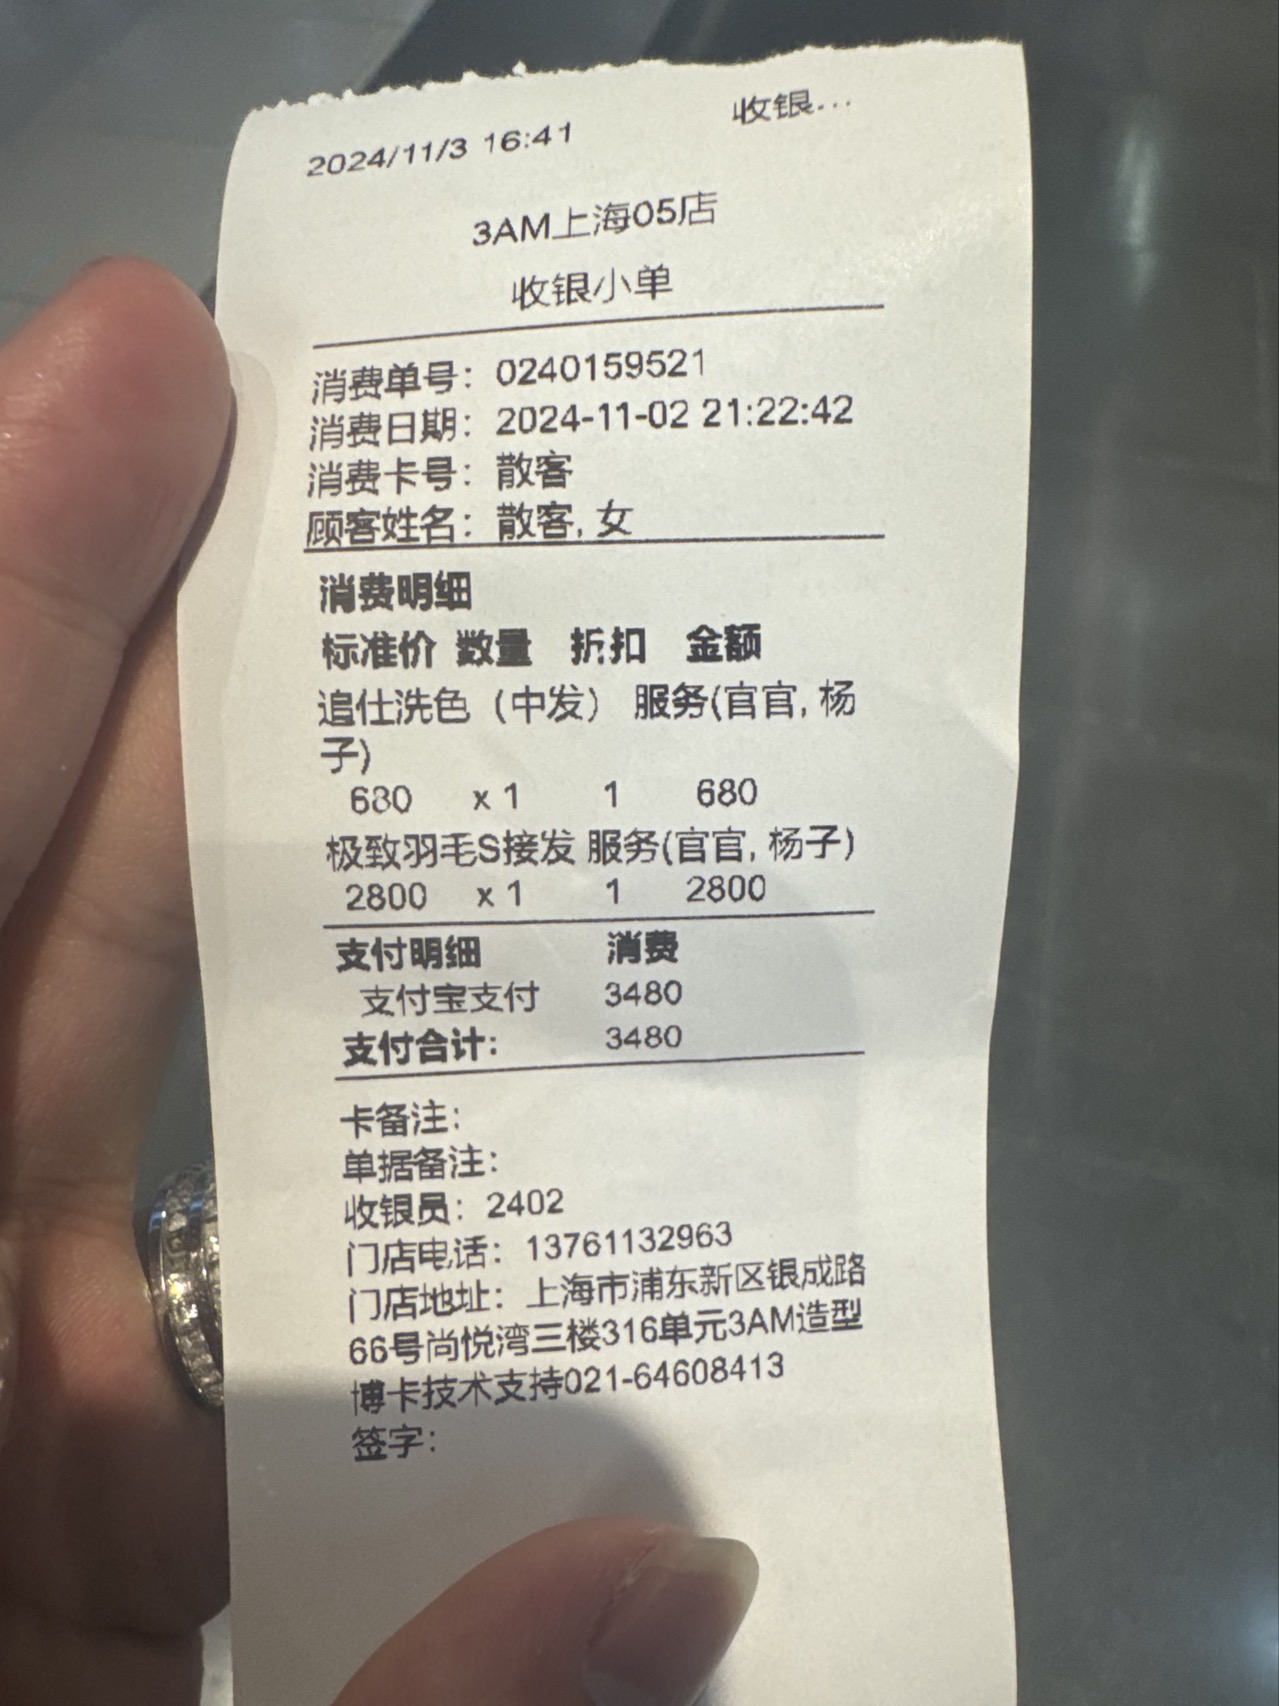 2024/11/3 16:41 收银...
3AM上海05店
收银小单
消费单号：0240159521
消费日期：2024-11-02 21:22:42
消费卡号：散客
顾客姓名：散客, 女
消费明细
标准价 数量 折扣 金额
追仕洗色（中发） 服务(官官, 杨
子)
680 x 1 1 680
极致羽毛S接发 服务(官官, 杨子)
2800 x 1 1 2800
支付明细 消费
支付宝支付 3480
支付合计: 3480
卡备注:
单据备注:
收银员：2402
门店电话：13761132963
门店地址：上海市浦东新区银成路
66号尚悦湾三楼316单元3AM造型
博卡技术支持021-64608413
签字: